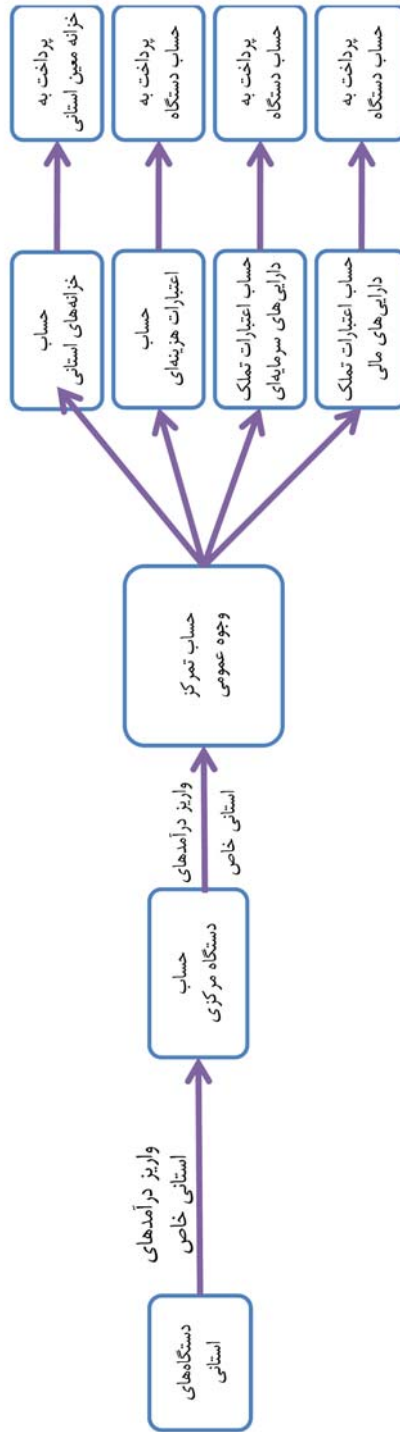 دستگاه‌های
استانی
واریز درآمدهای
استانی خاص
حساب
دستگاه مرکزی
واریز درآمدهای
استانی خاص
حساب تمرکز
وجوه عمومی
حساب
خزانه‌های استانی
پرداخت به
خزانه معین استانی
حساب
اعتبارات هزینه‌ای
پرداخت به
حساب دستگاه
حساب اعتبارات تملک
دارایی‌های سرمایه‌ای
پرداخت به
حساب دستگاه
حساب اعتبارات تملک
دارایی‌های مالی
پرداخت به
حساب دستگاه